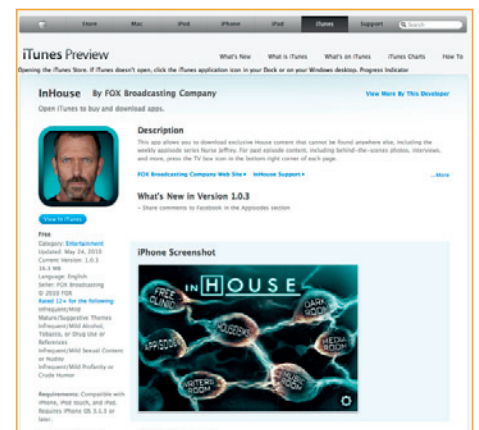 Store Mac iPod iPhone iPad iTunes Support Search
iTunes Preview
What's New What is iTunes What's on iTunes iTunes Charts How To
Opening the iTunes Store. If iTunes doesn't open, click the iTunes application icon in your Dock or on your Windows desktop. Progress Indicator
InHouse By FOX Broadcasting Company
View More By This Developer
Open iTunes to buy and download apps.
Description
This app allows you to download exclusive House content that cannot be found anywhere else, including the
weekly appisode series Nurse Jeffrey. For past episode content, including behind-the-scenes photos, interviews,
and more, press the TV box icon in the bottom right corner of each page.
FOX Broadcasting Company Web Site InHouse Support ...More
What's New in Version 1.0.3
- Share comments to Facebook in the Appisodes section
View In iTunes
Free
Category: Entertainment
Updated: May 24, 2010
Current Version: 1.0.3
16.3 MB
Language: English
Seller: FOX Broadcasting
© 2010 FOX
Rated 12+ for the following:
Infrequent/Mild
Mature/Suggestive Themes
Infrequent/Mild Alcohol,
Tobacco, or Drug Use or
References
Infrequent/Mild Sexual Content
or Nudity
Infrequent/Mild Profanity or
Crude Humor
Requirements: Compatible with
iPhone, iPod touch, and iPad.
Requires iPhone OS 3.1.3 or
later.
iPhone Screenshot
IN HOUSE
FREE
CLINIC
DARK
ROOM
HOUSEISMS
APPISODE
MEDIA
ROOM
WRITERS
ROOM
MUSIC
ROOM